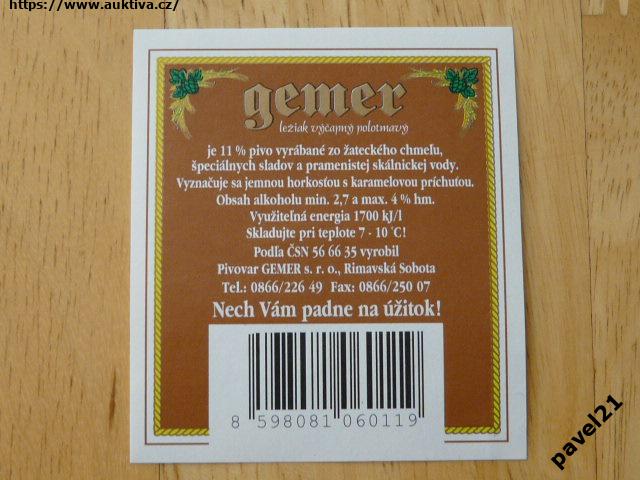 https://www.auktiva.cz/
gemer
ležiak výčapný polotmavý
je 11 % pivo vyrábané zo žateckého chmeľu,
špeciálnych sladov a pramenistej skálnickej vody.
Vyznačuje sa jemnou horkosťou s karamelovou príchuťou.
Obsah alkoholu min. 2,7 a max. 4 % hm.
Využiteľná energia 1700 kJ/l
Skladujte pri teplote 7 - 10 °C!
Podľa ČSN 56 66 35 vyrobil
Pivovar GEMER s. r. o., Rimavská Sobota
Tel.: 0866/226 49 Fax: 0866/250 07
Nech Vám padne na úžitok!
8 598081 060119
pavel21